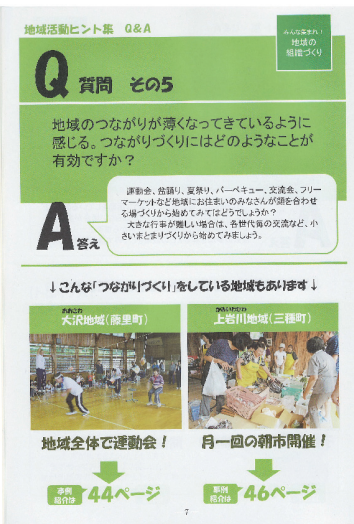 地域活動ヒント集 Q&A
みんな集まれ!
地域の
組織づくり
Q 質問 その5
地域のつながりが薄くなってきているように
感じる。つながりづくりにはどのようなことが
有効ですか?
A 答え
運動会、盆踊り、夏祭り、バーベキュー、交流会、フリー
マーケットなど地域にお住まいのみなさんが顔を合わせ
る場づくりから始めてみてはどうでしょうか?
大きな行事が難しい場合は、各世代毎の交流など、小
さいまとまりづくりから始めてみましょう。
↓こんな「つながりづくり」をしている地域もあります↓
おおさわ
大沢地域(藤里町)
かみいわかわ
上岩川地域(三種町)
地域全体で運動会!
月一回の朝市開催!
事例
紹介は
44ページ
事例
紹介は
46ページ
7